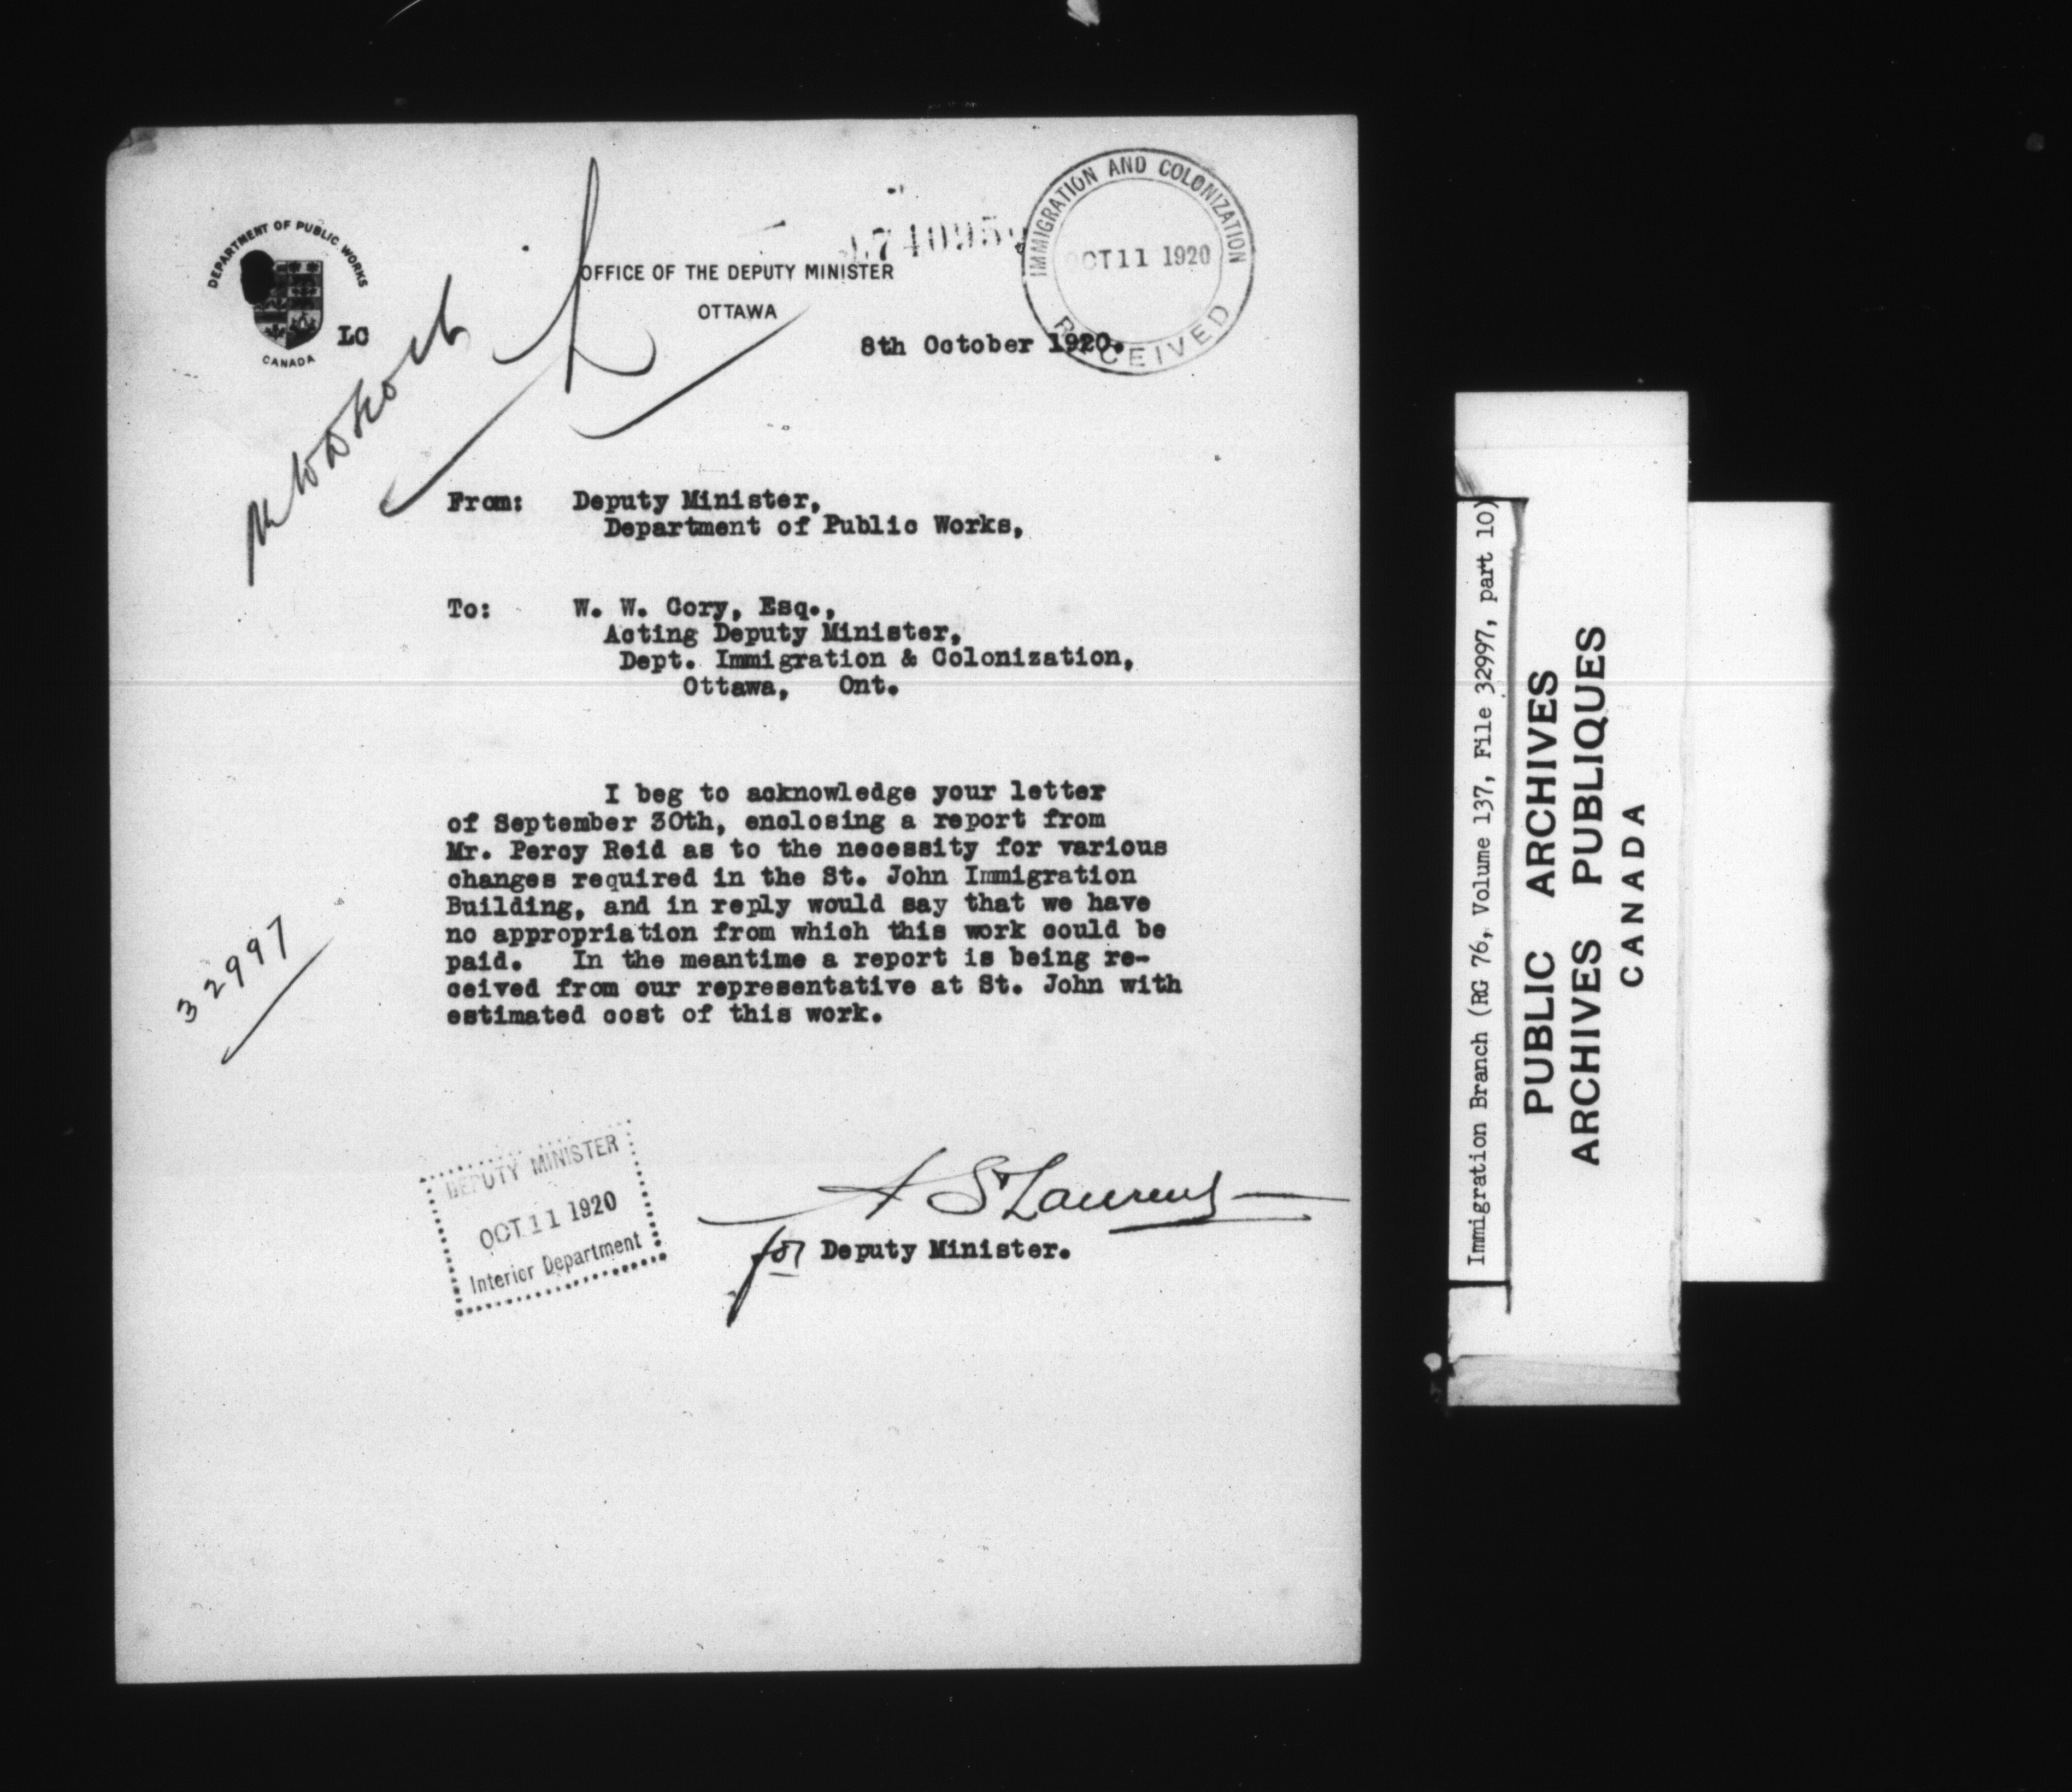 DEPARTMENT OF PUBLIC WORKS
CANADA
LC
OFFICE OF THE DEPUTY MINISTER
OTTAWA
8th October 1920.
IMMIGRATION AND COLONIZATION
OCT 11 1920
RECEIVED
From: Deputy Minister,
Department of Public Works,
To: W. W. Cory, Esq.,
Acting Deputy Minister,
Dept. Immigration & Colonization,
Ottawa, Ont.
I beg to acknowledge your letter
of September 30th, enclosing a report from
Mr. Percy Reid as to the necessity for various
changes required in the St. John Immigration
Building, and in reply would say that we have
no appropriation from which this work could be
paid. In the meantime a report is being re-
ceived from our representative at St. John with
estimated cost of this work.
32997
DEPUTY MINISTER
OCT 11 1920
Interior Department
St Laurent
for Deputy Minister.
Immigration Branch (RG 76, Volume 137, File 32997, part 10)
PUBLIC ARCHIVES
ARCHIVES PUBLIQUES
CANADA